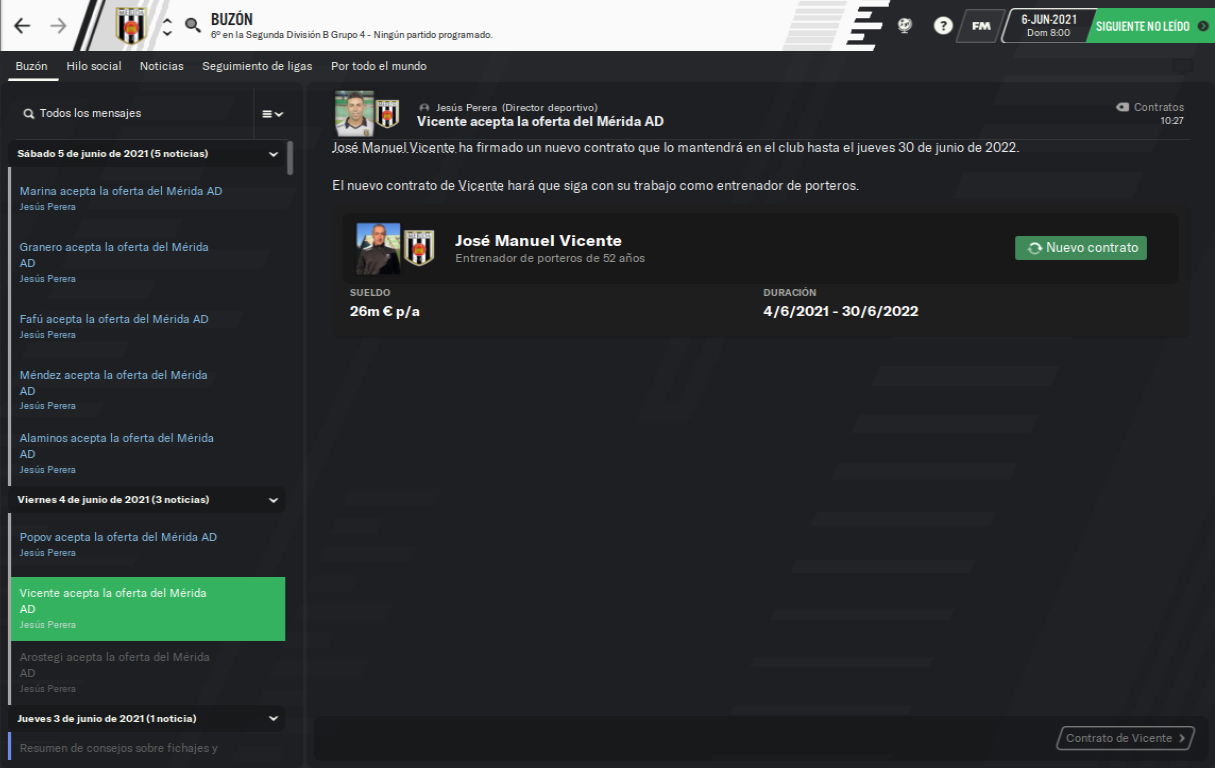 BUZÓN
6º en la Segunda División B Grupo 4 - Ningún partido programado.
?
FM
6-JUN-2021
Dom 8:00
SIGUIENTE NO LEÍDO
Buzón
Hilo social
Noticias
Seguimiento de ligas
Por todo el mundo
Todos los mensajes
Sábado 5 de junio de 2021 (5 noticias)
Marina acepta la oferta del Mérida AD
Jesús Perera
Granero acepta la oferta del Mérida
AD
Jesús Perera
Fafú acepta la oferta del Mérida AD
Jesús Perera
Méndez acepta la oferta del Mérida
AD
Jesús Perera
Alaminos acepta la oferta del Mérida
AD
Jesús Perera
Viernes 4 de junio de 2021 (3 noticias)
Popov acepta la oferta del Mérida AD
Jesús Perera
Vicente acepta la oferta del Mérida
AD
Jesús Perera
Arostegi acepta la oferta del Mérida
AD
Jesús Perera
Jueves 3 de junio de 2021 (1 noticia)
Resumen de consejos sobre fichajes y
Jesús Perera (Director deportivo)
Vicente acepta la oferta del Mérida AD
Contratos
10:27
José Manuel Vicente ha firmado un nuevo contrato que lo mantendrá en el club hasta el jueves 30 de junio de 2022.
El nuevo contrato de Vicente hará que siga con su trabajo como entrenador de porteros.
José Manuel Vicente
Entrenador de porteros de 52 años
Nuevo contrato
SUELDO
26m € p/a
DURACIÓN
4/6/2021 - 30/6/2022
Contrato de Vicente